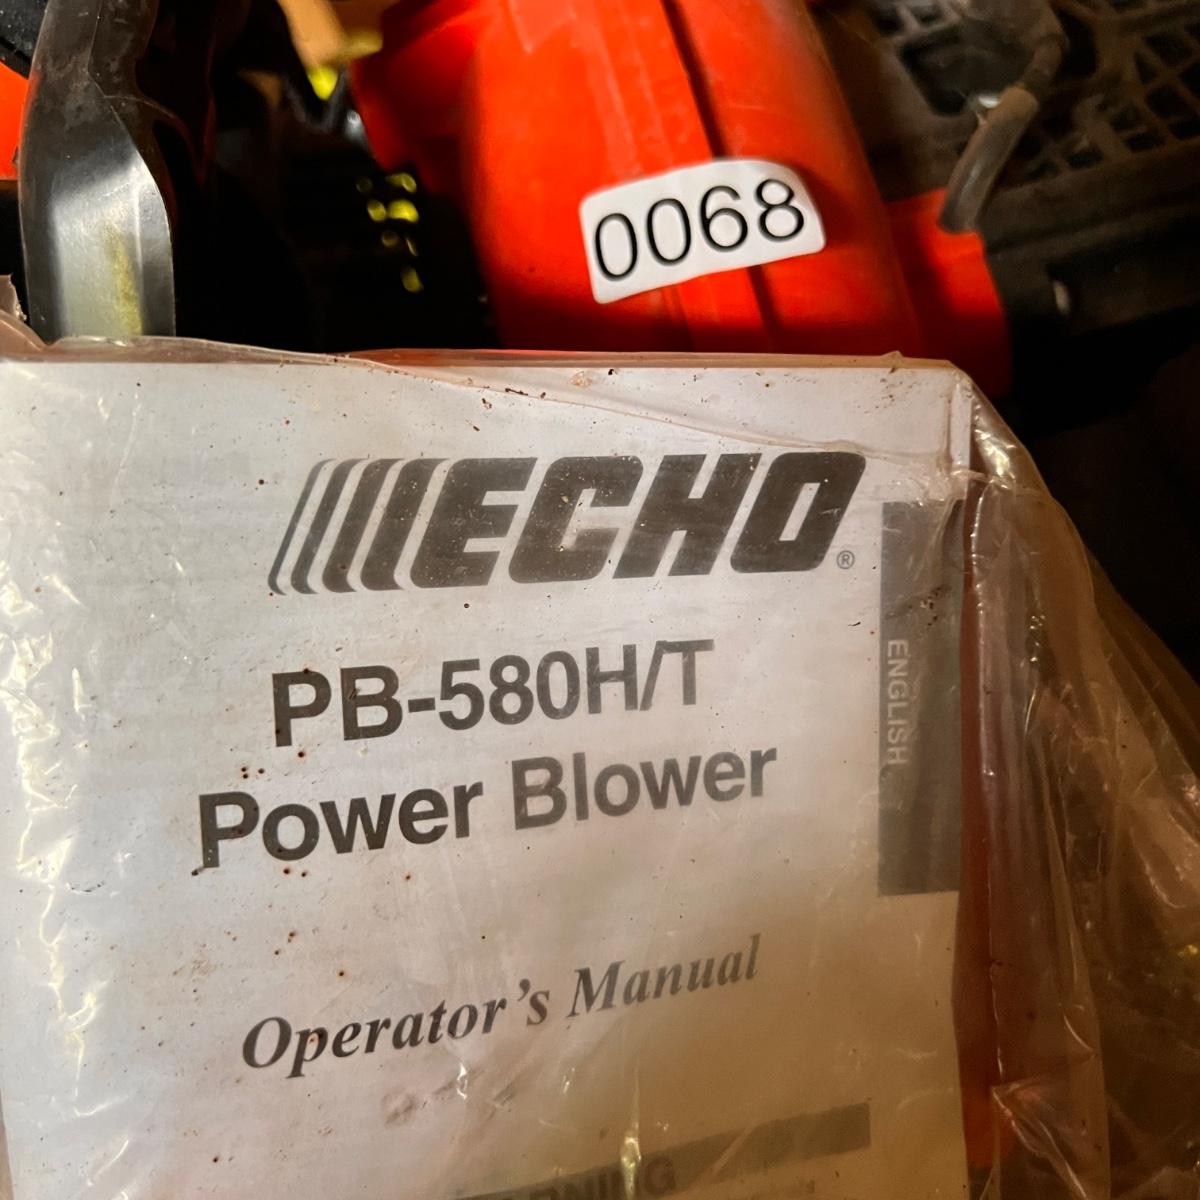 0068
ECHO®
ENGLISH
PB-580H/T
Power Blower
Operator's Manual